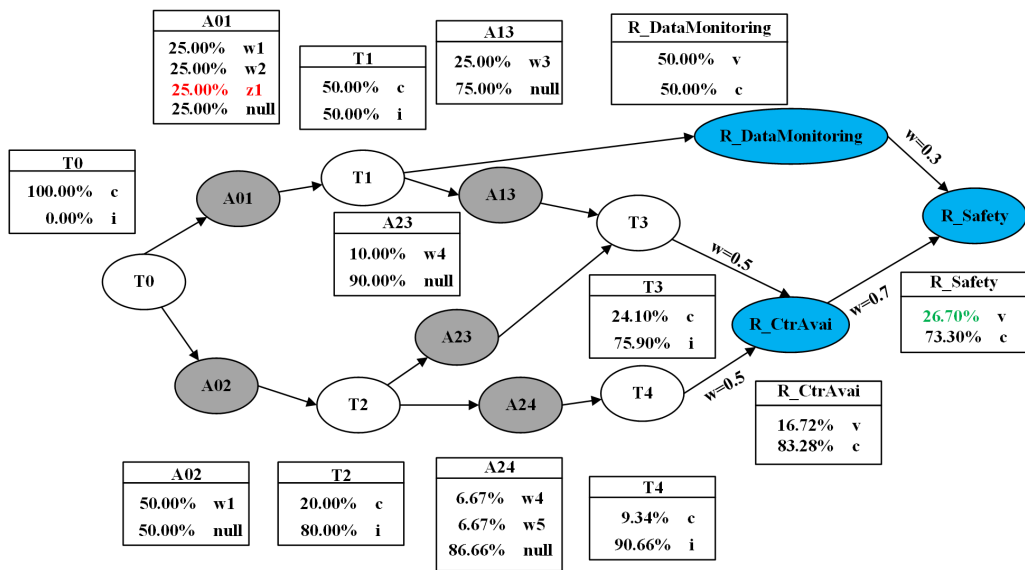 A01
25.00% w1
25.00% w2
25.00% z1
25.00% null
T1
50.00% c
50.00% i
A13
25.00% w3
75.00% null
R_DataMonitoring
50.00% v
50.00% c
T0
100.00% c
0.00% i
A01
T1
A13
R_DataMonitoring
w=0.3
A23
10.00% w4
90.00% null
T3
R_Safety
T0
w=0.5
T3
24.10% c
75.90% i
R_CtrAvai
w=0.7
R_Safety
26.70% v
73.30% c
A23
A02
T2
A24
T4
w=0.5
R_CtrAvai
16.72% v
83.28% c
A02
50.00% w1
50.00% null
T2
20.00% c
80.00% i
A24
6.67% w4
6.67% w5
86.66% null
T4
9.34% c
90.66% i